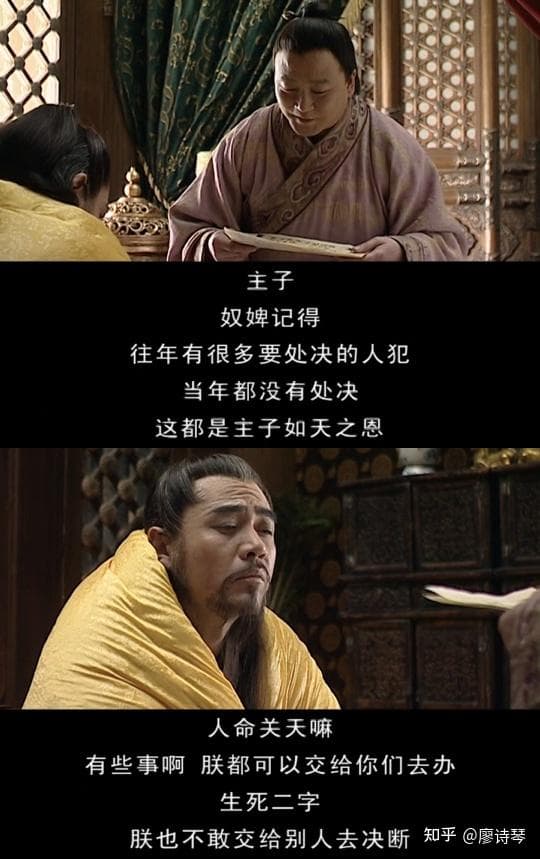 主子
奴婢记得
往年有很多要处决的人犯
当年都没有处决
这都是主子如天之恩
人命关天嘛
有些事啊 朕都可以交给你们去办
生死二字
朕也不敢交给别人去决断
知乎 @廖诗琴